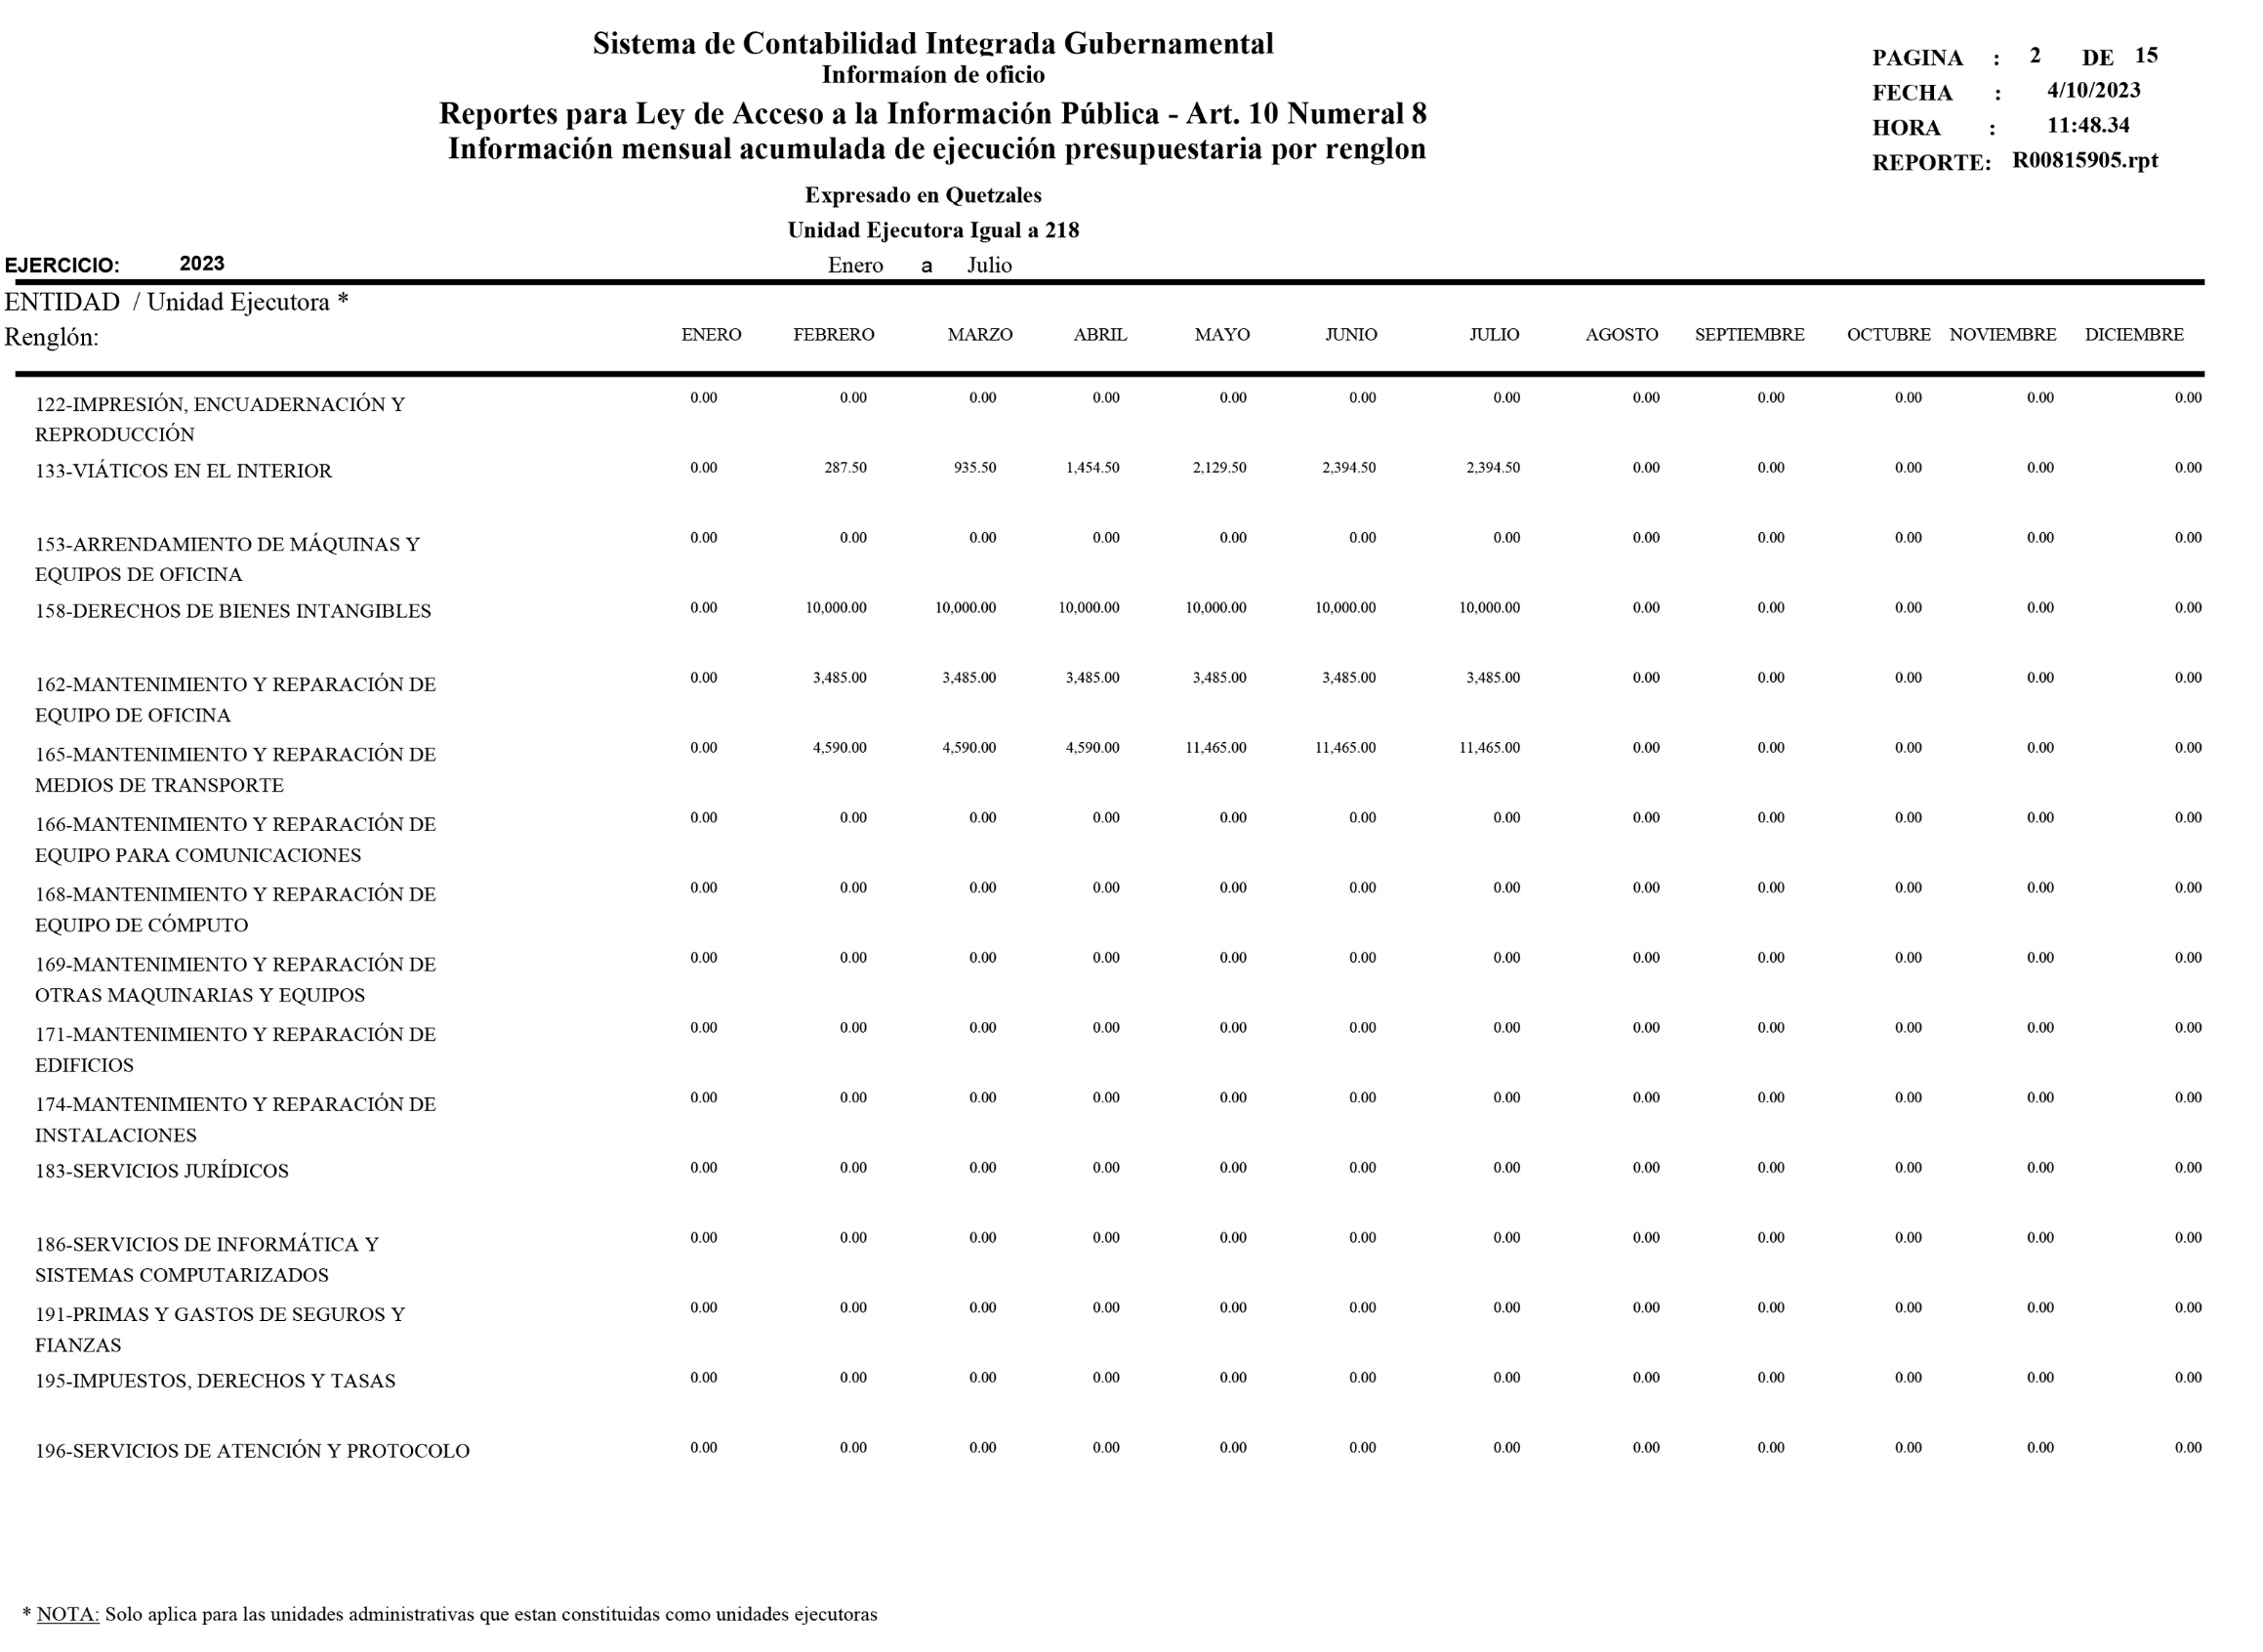 Sistema de Contabilidad Integrada Gubernamental
Informaíon de oficio
Reportes para Ley de Acceso a la Información Pública - Art. 10 Numeral 8
Información mensual acumulada de ejecución presupuestaria por renglon
Expresado en Quetzales
Unidad Ejecutora Igual a 218
PAGINA : 2 DE 15
FECHA : 4/10/2023
HORA : 11:48.34
REPORTE: R00815905.rpt
EJERCICIO: 2023 Enero a Julio
ENTIDAD / Unidad Ejecutora *
Renglón: ENERO FEBRERO MARZO ABRIL MAYO JUNIO JULIO AGOSTO SEPTIEMBRE OCTUBRE NOVIEMBRE DICIEMBRE
122-IMPRESIÓN, ENCUADERNACIÓN Y 0.00 0.00 0.00 0.00 0.00 0.00 0.00 0.00 0.00 0.00 0.00 0.00
REPRODUCCIÓN
133-VIÁTICOS EN EL INTERIOR 0.00 287.50 935.50 1,454.50 2,129.50 2,394.50 2,394.50 0.00 0.00 0.00 0.00 0.00
153-ARRENDAMIENTO DE MÁQUINAS Y 0.00 0.00 0.00 0.00 0.00 0.00 0.00 0.00 0.00 0.00 0.00 0.00
EQUIPOS DE OFICINA
158-DERECHOS DE BIENES INTANGIBLES 0.00 10,000.00 10,000.00 10,000.00 10,000.00 10,000.00 10,000.00 0.00 0.00 0.00 0.00 0.00
162-MANTENIMIENTO Y REPARACIÓN DE 0.00 3,485.00 3,485.00 3,485.00 3,485.00 3,485.00 3,485.00 0.00 0.00 0.00 0.00 0.00
EQUIPO DE OFICINA
165-MANTENIMIENTO Y REPARACIÓN DE 0.00 4,590.00 4,590.00 4,590.00 11,465.00 11,465.00 11,465.00 0.00 0.00 0.00 0.00 0.00
MEDIOS DE TRANSPORTE
166-MANTENIMIENTO Y REPARACIÓN DE 0.00 0.00 0.00 0.00 0.00 0.00 0.00 0.00 0.00 0.00 0.00 0.00
EQUIPO PARA COMUNICACIONES
168-MANTENIMIENTO Y REPARACIÓN DE 0.00 0.00 0.00 0.00 0.00 0.00 0.00 0.00 0.00 0.00 0.00 0.00
EQUIPO DE CÓMPUTO
169-MANTENIMIENTO Y REPARACIÓN DE 0.00 0.00 0.00 0.00 0.00 0.00 0.00 0.00 0.00 0.00 0.00 0.00
OTRAS MAQUINARIAS Y EQUIPOS
171-MANTENIMIENTO Y REPARACIÓN DE 0.00 0.00 0.00 0.00 0.00 0.00 0.00 0.00 0.00 0.00 0.00 0.00
EDIFICIOS
174-MANTENIMIENTO Y REPARACIÓN DE 0.00 0.00 0.00 0.00 0.00 0.00 0.00 0.00 0.00 0.00 0.00 0.00
INSTALACIONES
183-SERVICIOS JURÍDICOS 0.00 0.00 0.00 0.00 0.00 0.00 0.00 0.00 0.00 0.00 0.00 0.00
186-SERVICIOS DE INFORMÁTICA Y 0.00 0.00 0.00 0.00 0.00 0.00 0.00 0.00 0.00 0.00 0.00 0.00
SISTEMAS COMPUTARIZADOS
191-PRIMAS Y GASTOS DE SEGUROS Y 0.00 0.00 0.00 0.00 0.00 0.00 0.00 0.00 0.00 0.00 0.00 0.00
FIANZAS
195-IMPUESTOS, DERECHOS Y TASAS 0.00 0.00 0.00 0.00 0.00 0.00 0.00 0.00 0.00 0.00 0.00 0.00
196-SERVICIOS DE ATENCIÓN Y PROTOCOLO 0.00 0.00 0.00 0.00 0.00 0.00 0.00 0.00 0.00 0.00 0.00 0.00
* NOTA: Solo aplica para las unidades administrativas que estan constituidas como unidades ejecutoras